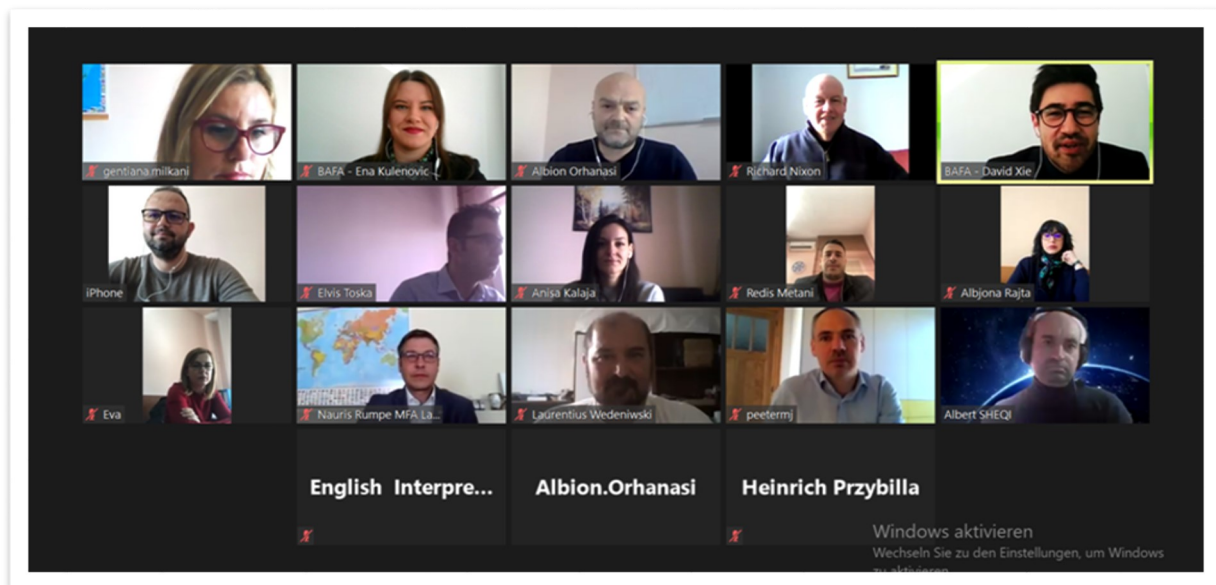 gentiana milkani
BAFA - Ena Kulenovic
Albion Orhanasi
Richard Nixon
BAFA - David Xie
iPhone
Elvis Toska
Anisa Kalaja
Redis Metani
Albjona Rajta
Eva
Nauris Rumpe MFA La...
Laurentius Wedeniwski
peetermj
Albert SHEQI
English Interpre...
Albion.Orhanasi
Heinrich Przybilla
Windows aktivieren
Wechseln Sie zu den Einstellungen, um Windows
zu aktivieren